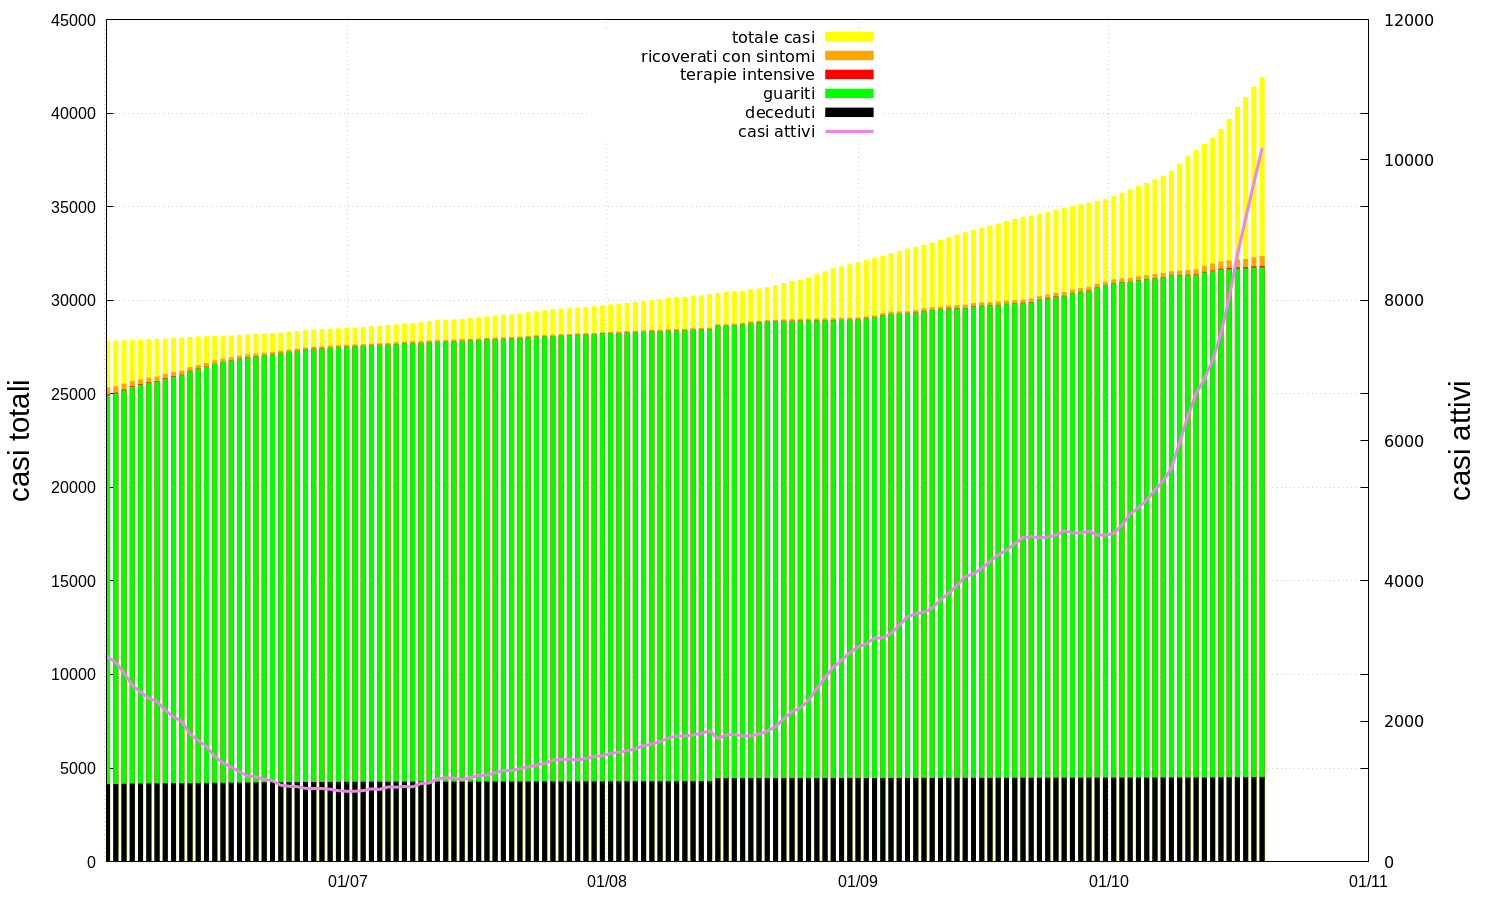 45000
40000
35000
30000
25000
20000
15000
10000
5000
0
casi totali
totale casi
ricoverati con sintomi
terapie intensive
guariti
deceduti
casi attivi
12000
10000
8000
6000
4000
2000
0
casi attivi
01/07
01/08
01/09
01/10
01/11